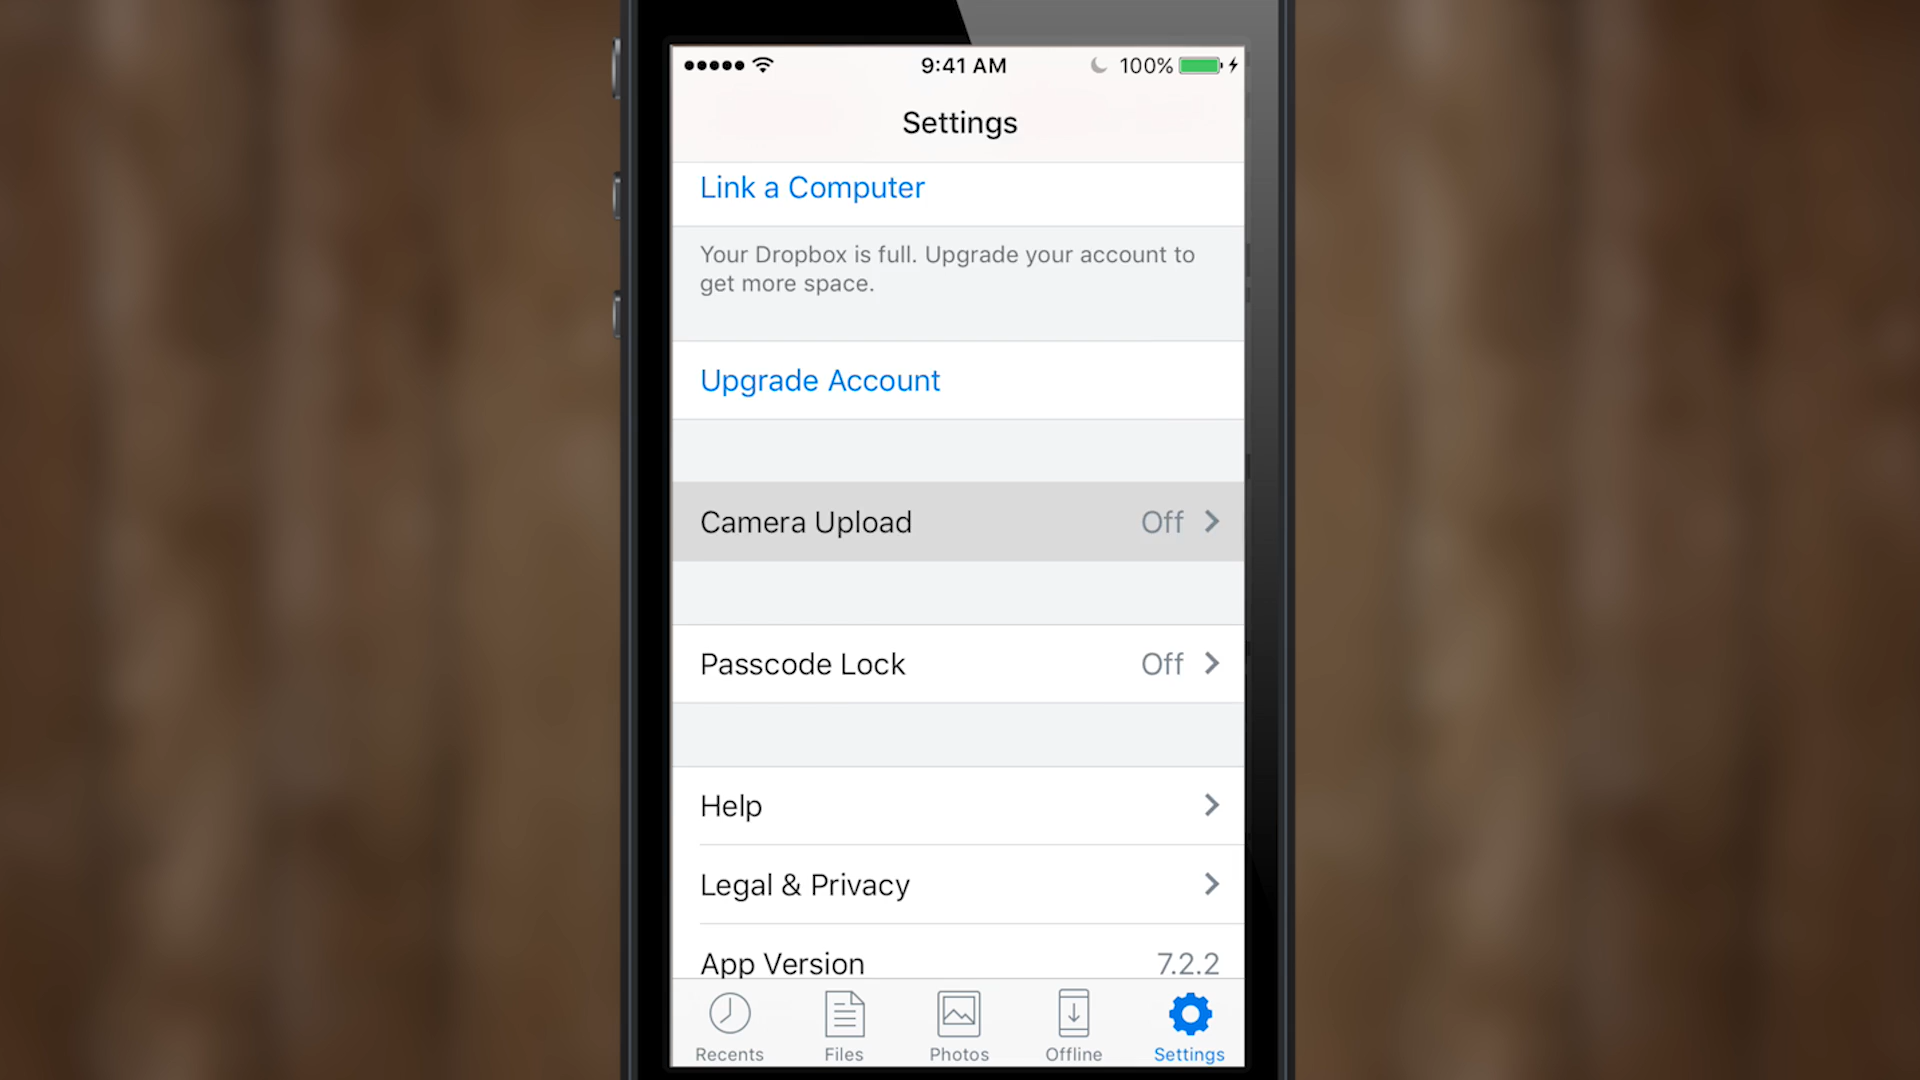 9:41 AM 100%
Settings
Link a Computer
Your Dropbox is full. Upgrade your account to
get more space.
Upgrade Account
Camera Upload Off
Passcode Lock Off
Help
Legal & Privacy
App Version 7.2.2
Recents Files Photos Offline Settings